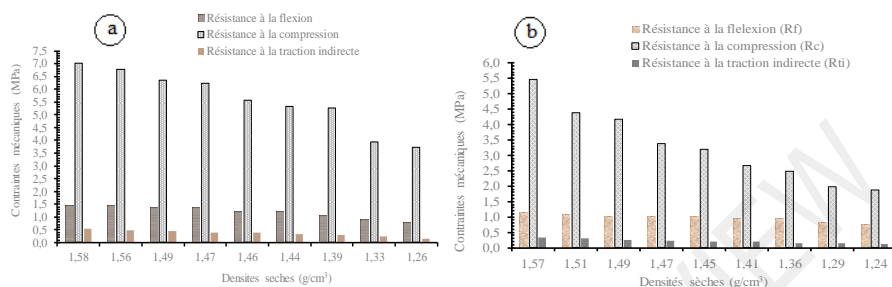 a
Résistance à la flexion
Résistance à la compression
Résistance à la traction indirecte
Contraintes mécaniques (MPa)
7,5
7,0
6,5
6,0
5,5
5,0
4,5
4,0
3,5
3,0
2,5
2,0
1,5
1,0
0,5
0,0
1,58 1,56 1,49 1,47 1,46 1,44 1,39 1,33 1,26
Densites seches (g/cm³)
b
Résistance à la flelexion (Rf)
Résistance à la compression (Rc)
Résistance à la traction indirecte (Rti)
Contraintes mécaniques (MPa)
6,0
5,5
5,0
4,5
4,0
3,5
3,0
2,5
2,0
1,5
1,0
0,5
0,0
1,57 1,51 1,49 1,47 1,45 1,41 1,36 1,29 1,24
Densités sèches (g/cm³)